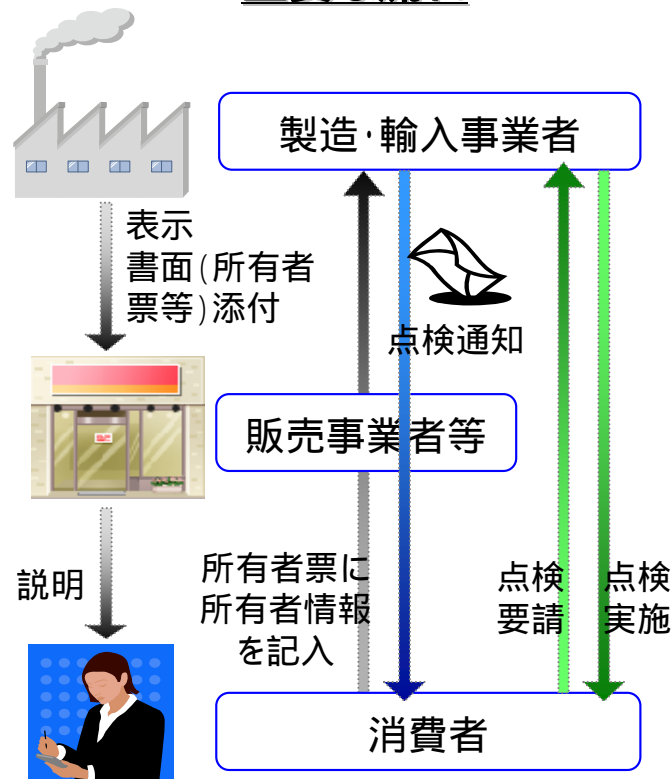 製造・輸入事業者
表示
書面(所有者
票等)添付
点検通知
販売事業者等
説明
所有者票に
所有者情報
を記入
点検
要請
点検
実施
消費者